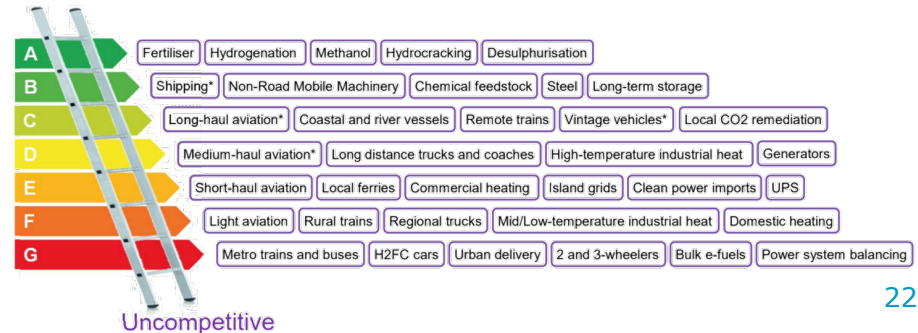 A Fertiliser Hydrogenation Methanol Hydrocracking Desulphurisation
B Shipping* Non-Road Mobile Machinery Chemical feedstock Steel Long-term storage
C Long-haul aviation* Coastal and river vessels Remote trains Vintage vehicles* Local CO2 remediation
D Medium-haul aviation* Long distance trucks and coaches High-temperature industrial heat Generators
E Short-haul aviation Local ferries Commercial heating Island grids Clean power imports UPS
F Light aviation Rural trains Regional trucks Mid/Low-temperature industrial heat Domestic heating
G Metro trains and buses H2FC cars Urban delivery 2 and 3-wheelers Bulk e-fuels Power system balancing
22
Uncompetitive